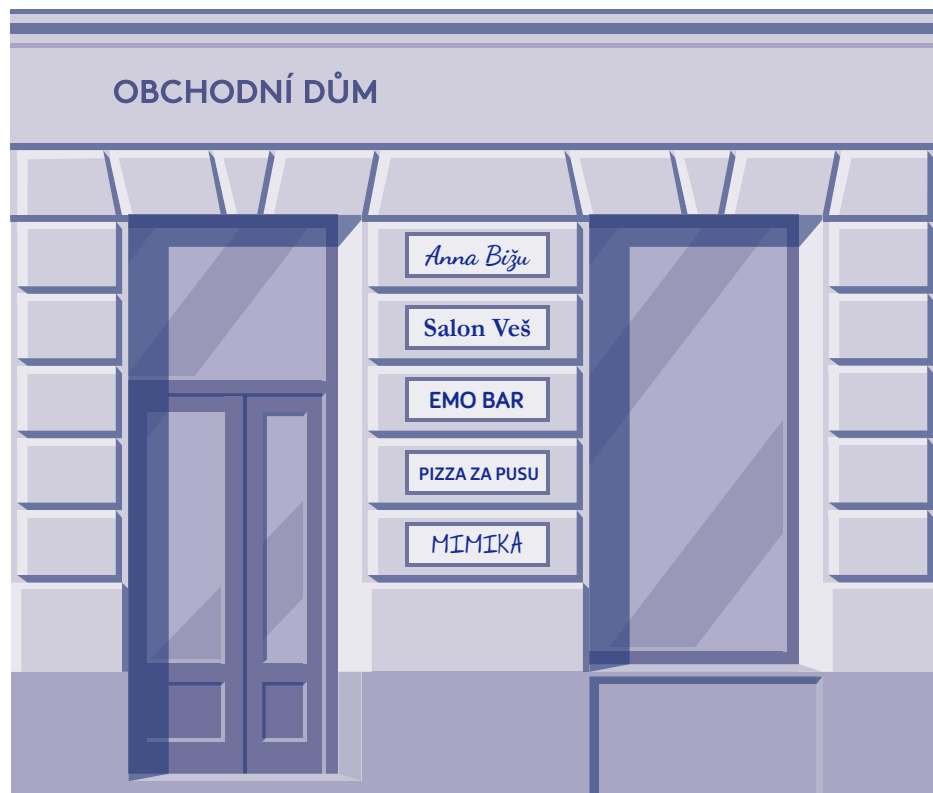 OBCHODNÍ DŮM
Anna Bižu
Salon Veš
EMO BAR
PIZZA ZA PUSU
MIMIKA